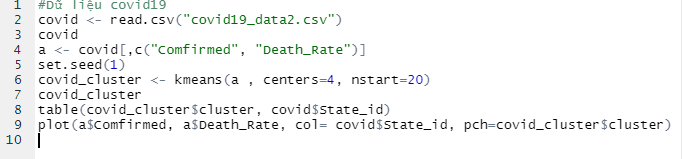 1 #Dữ liệu covid19
2 covid <- read.csv("covid19_data2.csv")
3 covid
4 a <- covid[,c("Comfirmed", "Death_Rate")]
5 set.seed(1)
6 covid_cluster <- kmeans(a , centers=4, nstart=20)
7 covid_cluster
8 table(covid_cluster$cluster, covid$State_id)
9 plot(a$Comfirmed, a$Death_Rate, col= covid$State_id, pch=covid_cluster$cluster)
10